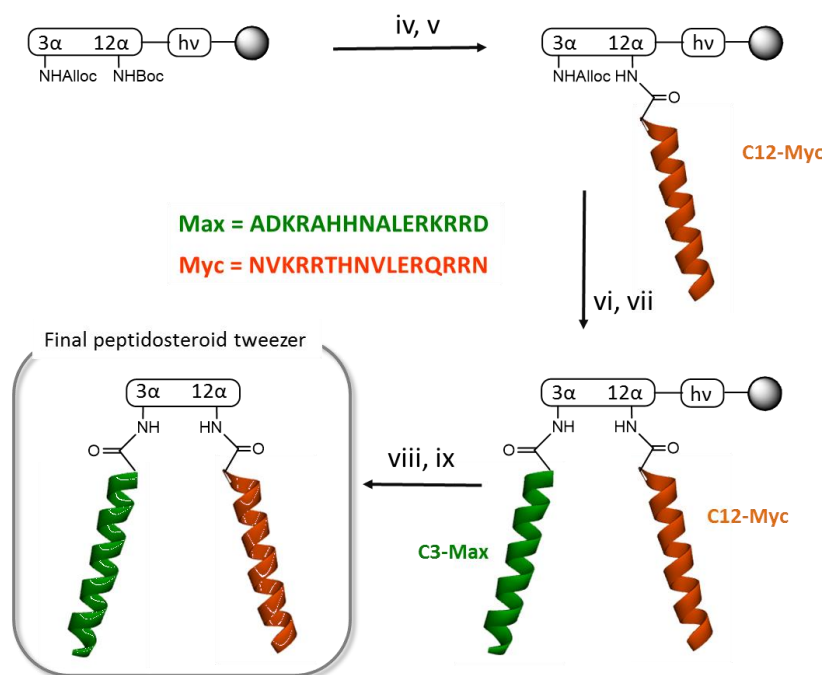 3α 12α hν
NHAlloc NHBoc
iv, v
3α 12α hν
NHAlloc HN
O
C12-Myc
Max = ADKRAHHNALERKRRD
Myc = NVKRRTHNVLERQRRN
vi, vii
Final peptidosteroid tweezer
3α 12α
NH HN
O O
viii, ix
3α 12α hν
NH HN
O O
C3-Max
C12-Myc